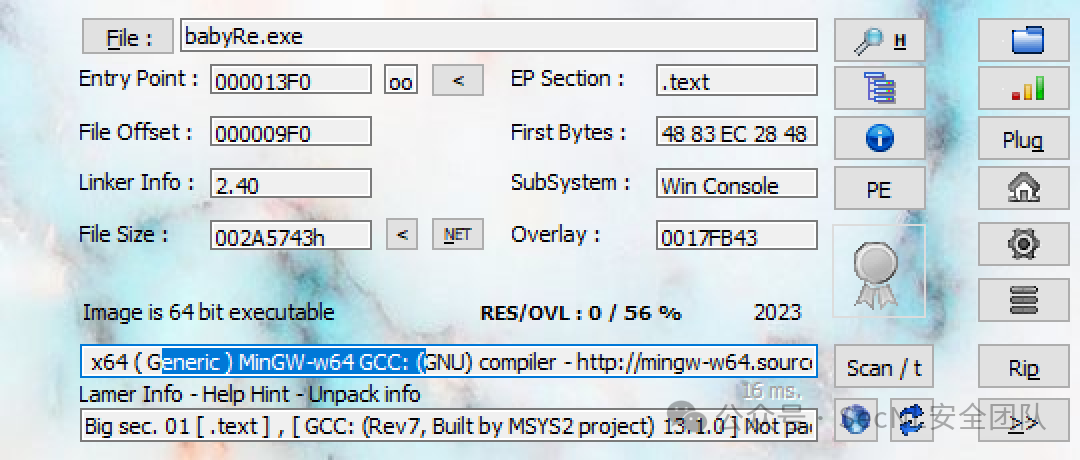 File : babyRe.exe H
Entry Point : 000013F0 oo < EP Section : .text
File Offset : 000009F0 First Bytes : 48 83 EC 28 48 Plug
Linker Info : 2.40 SubSystem : Win Console PE
File Size : 002A5743h < NET Overlay : 0017FB43
Image is 64 bit executable RES/OVL : 0 / 56 % 2023
x64 ( Generic ) MinGW-w64 GCC: (GNU) compiler - http://mingw-w64.sourc Scan / t Rip
Lamer Info - Help Hint - Unpack info 16 ms.
Big sec. 01 [ .text ] , [ GCC: (Rev7, Built by MSYS2 project) 13.1.0 ] Not pa >>
公众号 · 安全团队